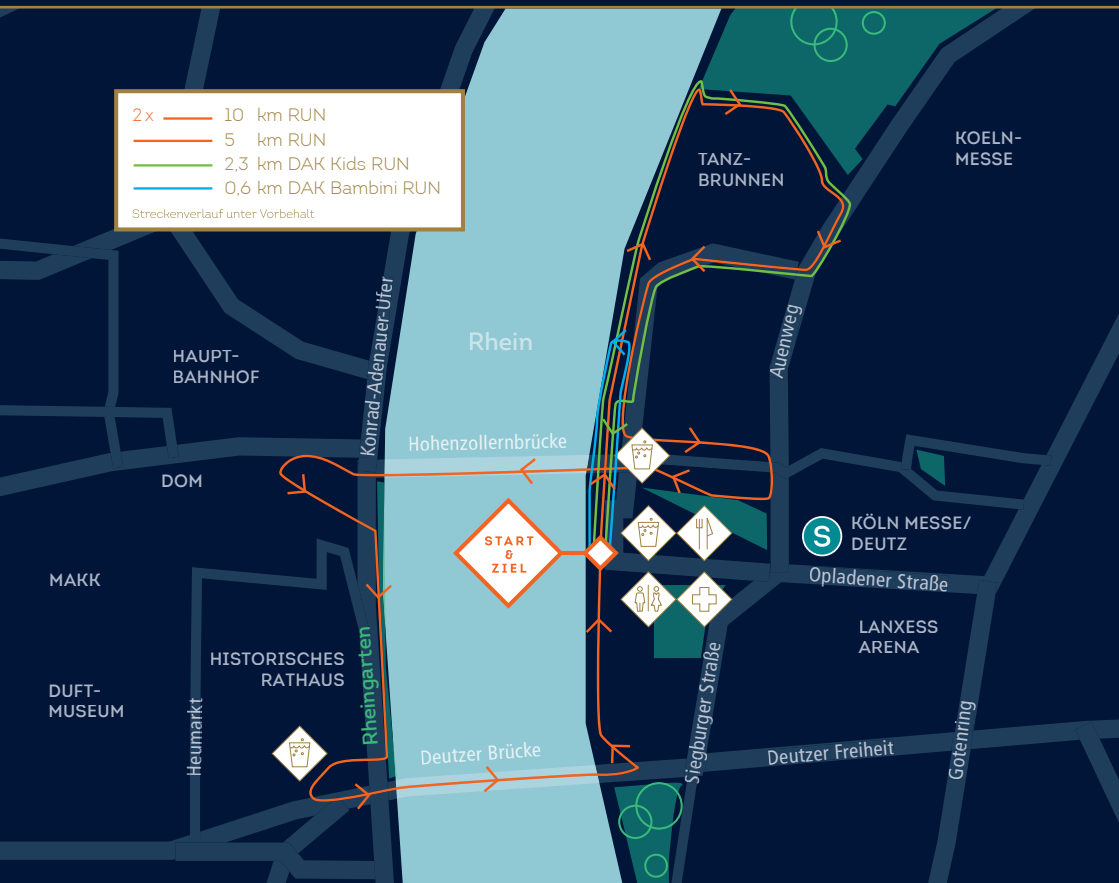 2 x 10 km RUN
5 km RUN
2,3 km DAK Kids RUN
0,6 km DAK Bambini RUN
Streckenverlauf unter Vorbehalt
KOELN-
MESSE
TANZ-
BRUNNEN
Konrad-Adenauer-Ufer
Auenweg
Rhein
HAUPT-
BAHNHOF
Hohenzollernbrücke
DOM
START
&
ZIEL
S
KÖLN MESSE/
DEUTZ
MAKK
Opladener Straße
LANXESS
ARENA
HISTORISCHES
RATHAUS
Rheingarten
DUFT-
MUSEUM
Heumarkt
Siegburger Straße
Gotenring
Deutzer Brücke
Deutzer Freiheit